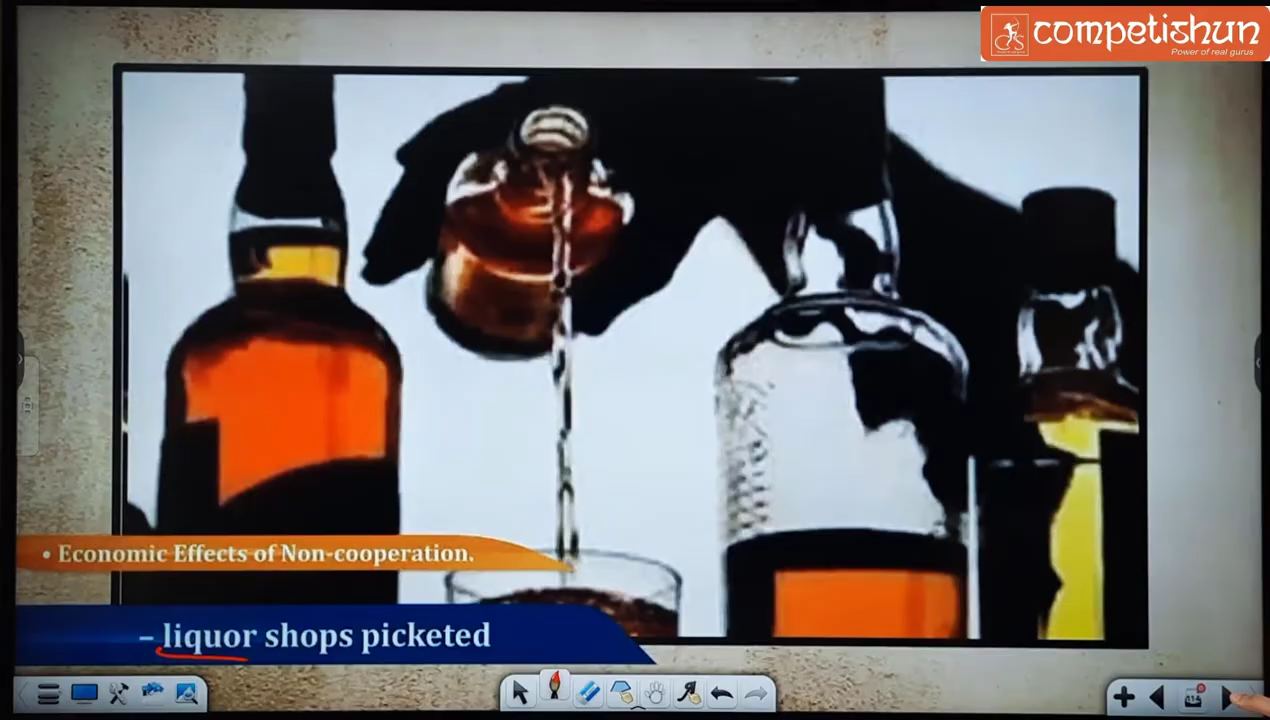 competishun
Power of real gurus
• Economic Effects of Non-cooperation.
– liquor shops picketed